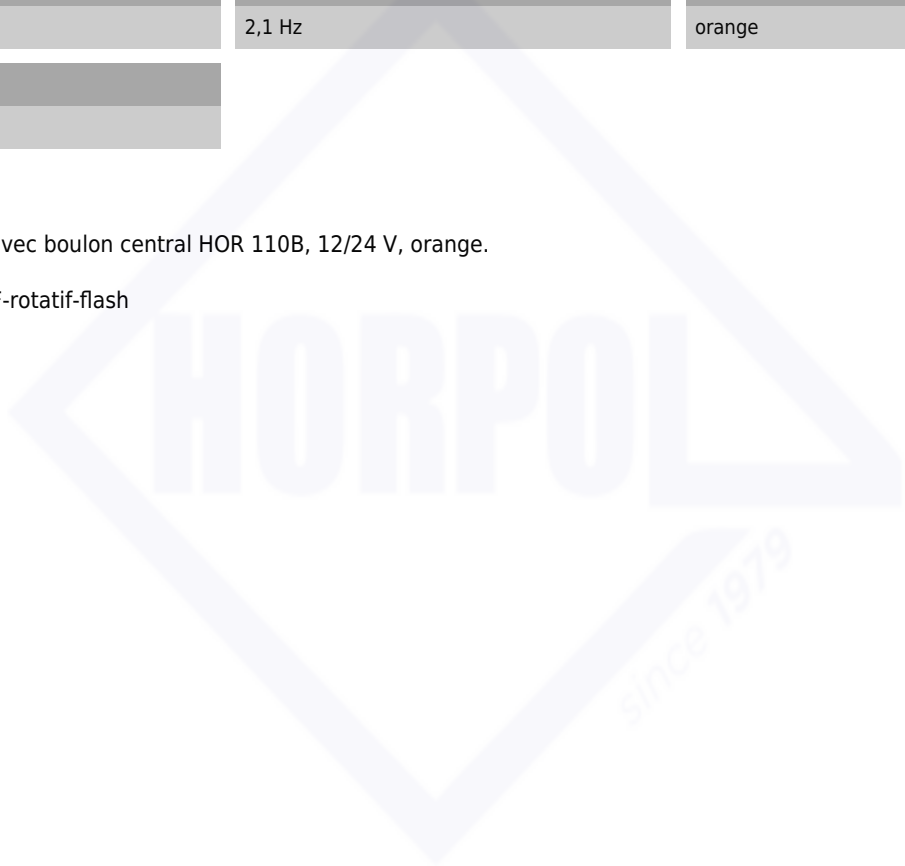 2,1 Hz orange
vec boulon central HOR 110B, 12/24 V, orange.
-rotatif-flash
HORPOL
since 1979